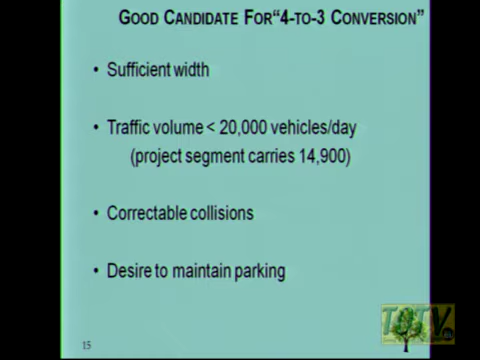 GOOD CANDIDATE FOR“4-TO-3 CONVERSION”
• Sufficient width
• Traffic volume < 20,000 vehicles/day
(project segment carries 14,900)
• Correctable collisions
• Desire to maintain parking
15